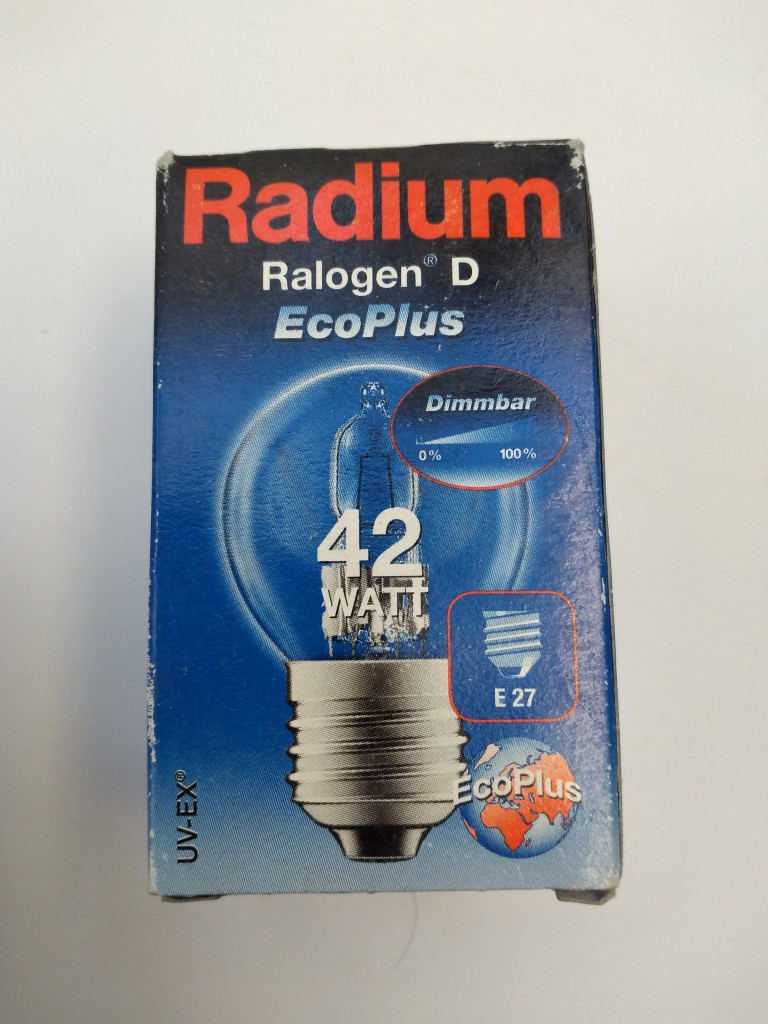 Radium
Ralogen® D
EcoPlus
Dimmbar
0% 100%
42
WATT
E 27
EcoPlus
UV-EX®